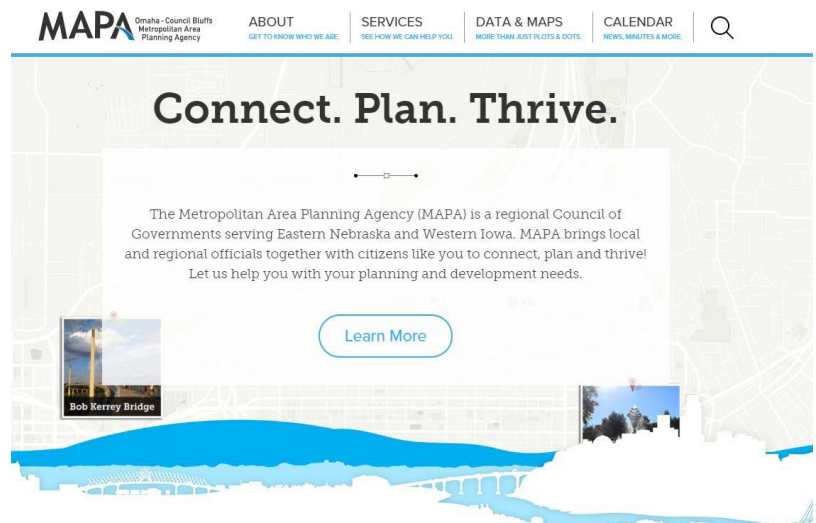 MAPA Omaha - Council Bluffs
Metropolitan Area
Planning Agency
ABOUT
GET TO KNOW WHO WE ARE.
SERVICES
SEE HOW WE CAN HELP YOU.
DATA & MAPS
MORE THAN JUST PLOTS & DOTS.
CALENDAR
NEWS, MINUTES & MORE.
Connect. Plan. Thrive.
The Metropolitan Area Planning Agency (MAPA) is a regional Council of
Governments serving Eastern Nebraska and Western Iowa. MAPA brings local
and regional officials together with citizens like you to connect, plan and thrive!
Let us help you with your planning and development needs.
Learn More
Bob Kerrey Bridge